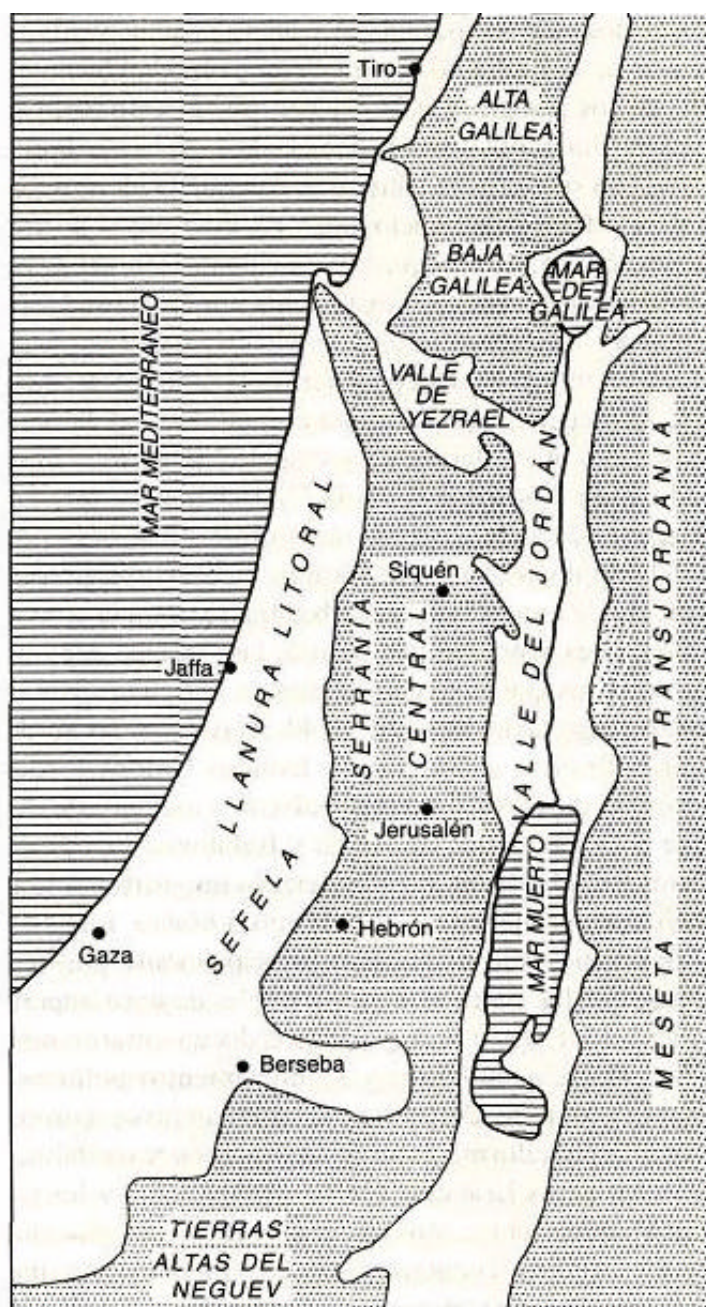 Tiro
ALTA
GALILEA
BAJA
GALILEA
MAR
DE
GALILEA
MAR MEDITERRÁNEO
VALLE
DE
YEZRAEL
LLANURA LITORAL
SERRANÍA
CENTRAL
VALLE DEL JORDÁN
MESETA TRANSJORDANIA
Siquén
Jaffa
Jerusalén
SEFELA
Hebrón
Gaza
MAR MUERTO
Berseba
TIERRAS
ALTAS DEL
NEGUEV